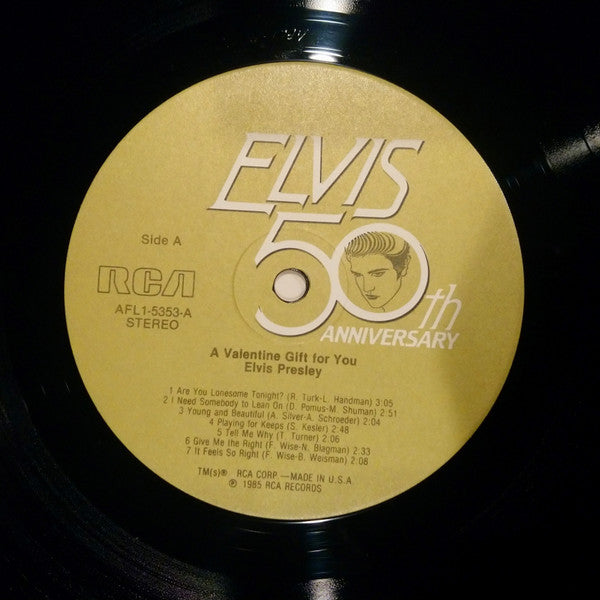 ELVIS
50th
ANNIVERSARY
Side A
RCA
AFL1-5353-A
STEREO
A Valentine Gift for You
Elvis Presley
1 Are You Lonesome Tonight? (R. Turk-L. Handman) 3:05
2 I Need Somebody to Lean On (D. Pomus-M. Shuman) 2:51
3 Young and Beautiful (A. Silver-A. Schroeder) 2:04
4 Playing for Keeps (S. Kesler) 2:48
5 Tell Me Why (T. Turner) 2:06
6 Give Me the Right (F. Wise-N. Blagman) 2:33
7 It Feels So Right (F. Wise-B. Weisman) 2:08
TM(s)® RCA CORP —MADE IN U.S.A.
℗ 1985 RCA RECORDS